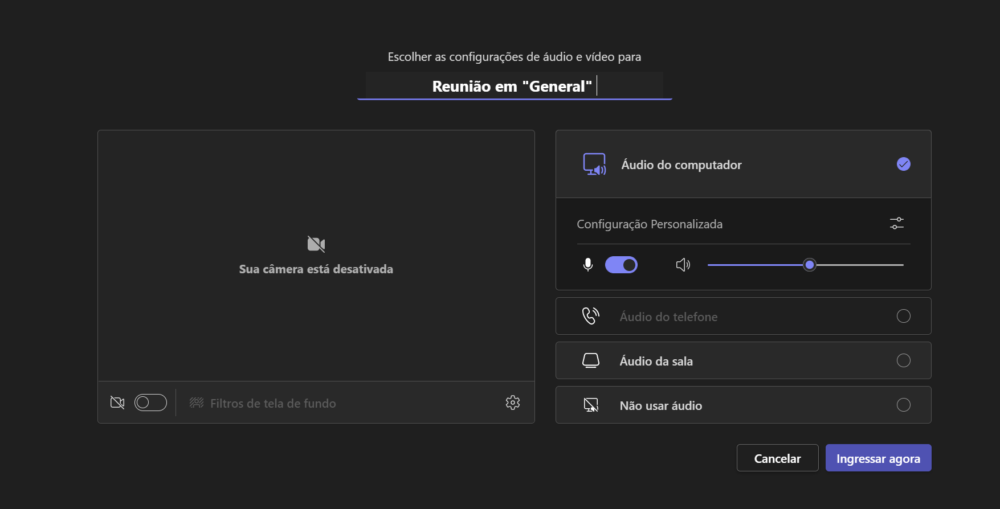 Escolher as configurações de áudio e vídeo para
Reunião em "General"
Sua câmera está desativada
Filtros de tela de fundo
Áudio do computador
Configuração Personalizada
Áudio do telefone
Áudio da sala
Não usar áudio
Cancelar
Ingressar agora